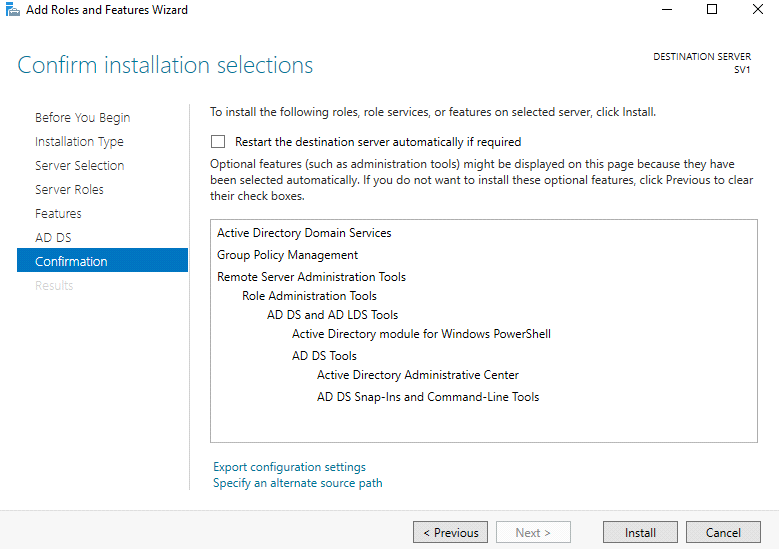 Add Roles and Features Wizard
Confirm installation selections
DESTINATION SERVER
SV1
Before You Begin
Installation Type
Server Selection
Server Roles
Features
AD DS
Confirmation
Results
To install the following roles, role services, or features on selected server, click Install.
Restart the destination server automatically if required
Optional features (such as administration tools) might be displayed on this page because they have
been selected automatically. If you do not want to install these optional features, click Previous to clear
their check boxes.
Active Directory Domain Services
Group Policy Management
Remote Server Administration Tools
Role Administration Tools
AD DS and AD LDS Tools
Active Directory module for Windows PowerShell
AD DS Tools
Active Directory Administrative Center
AD DS Snap-Ins and Command-Line Tools
Export configuration settings
Specify an alternate source path
< Previous
Next >
Install
Cancel